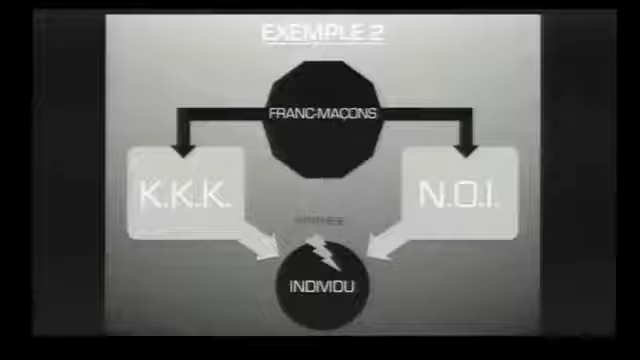 EXEMPLE 2
FRANC-MAÇONS
K.K.K.
N.O.I.
INDIVIDU